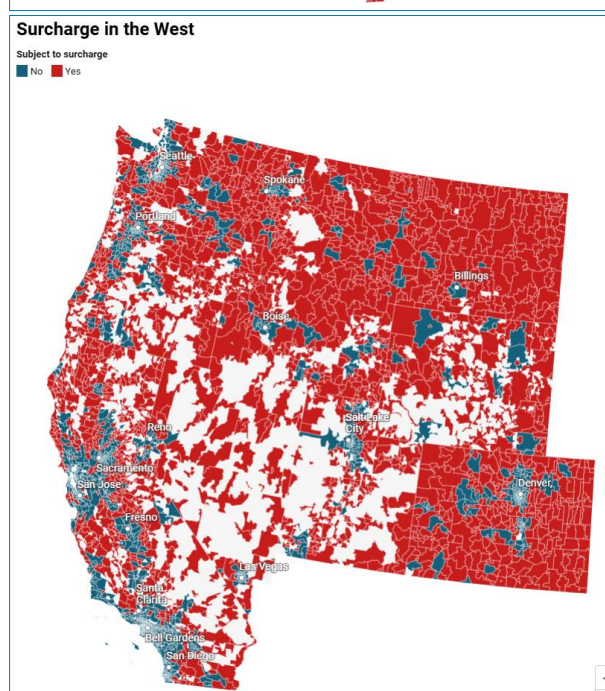 Surcharge in the West
Subject to surcharge
No Yes
Seattle
Spokane
Portland
Billings
Boise
Salt Lake
City
Reno
Sacramento
San Jose
Denver
Fresno
Las Vegas
Santa
Clarita
Bell Gardens
San Diego